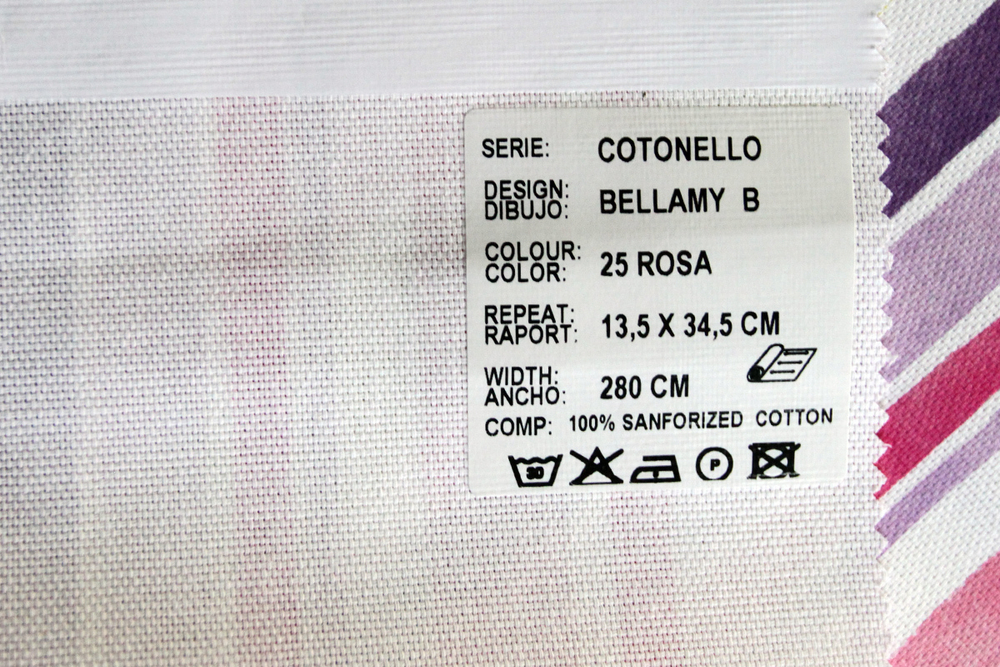 SERIE: COTONELLO
DESIGN:
DIBUJO: BELLAMY B
COLOUR:
COLOR: 25 ROSA
REPEAT:
RAPORT: 13,5 X 34,5 CM
WIDTH:
ANCHO: 280 CM
COMP: 100% SANFORIZED COTTON
30 P